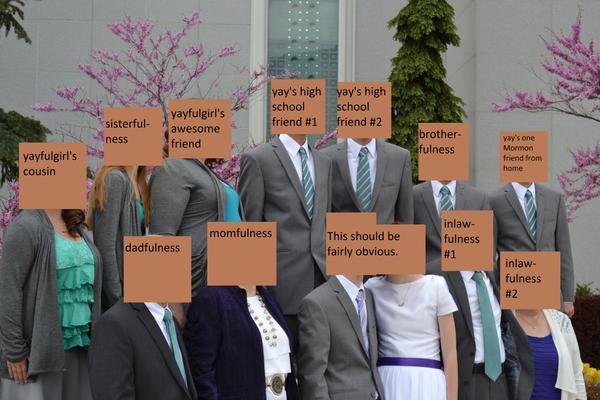 yayfulgirl's
cousin
sisterful-
ness
yayfulgirl's
awesome
friend
yay's high
school
friend #1
yay's high
school
friend #2
brother-
fulness
yay's one
Mormon
friend from
home
dadfulness
momfulness
This should be
fairly obvious.
inlaw-
fulness
#1
inlaw-
fulness
#2